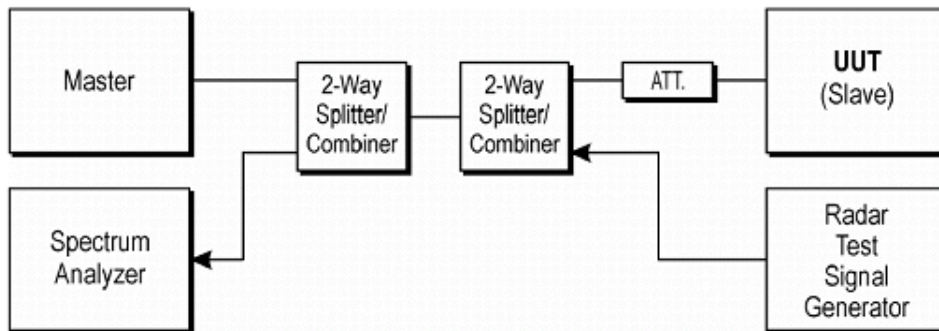 Master
2-Way
Splitter/
Combiner
2-Way
Splitter/
Combiner
ATT.
UUT
(Slave)
Spectrum
Analyzer
Radar
Test
Signal
Generator